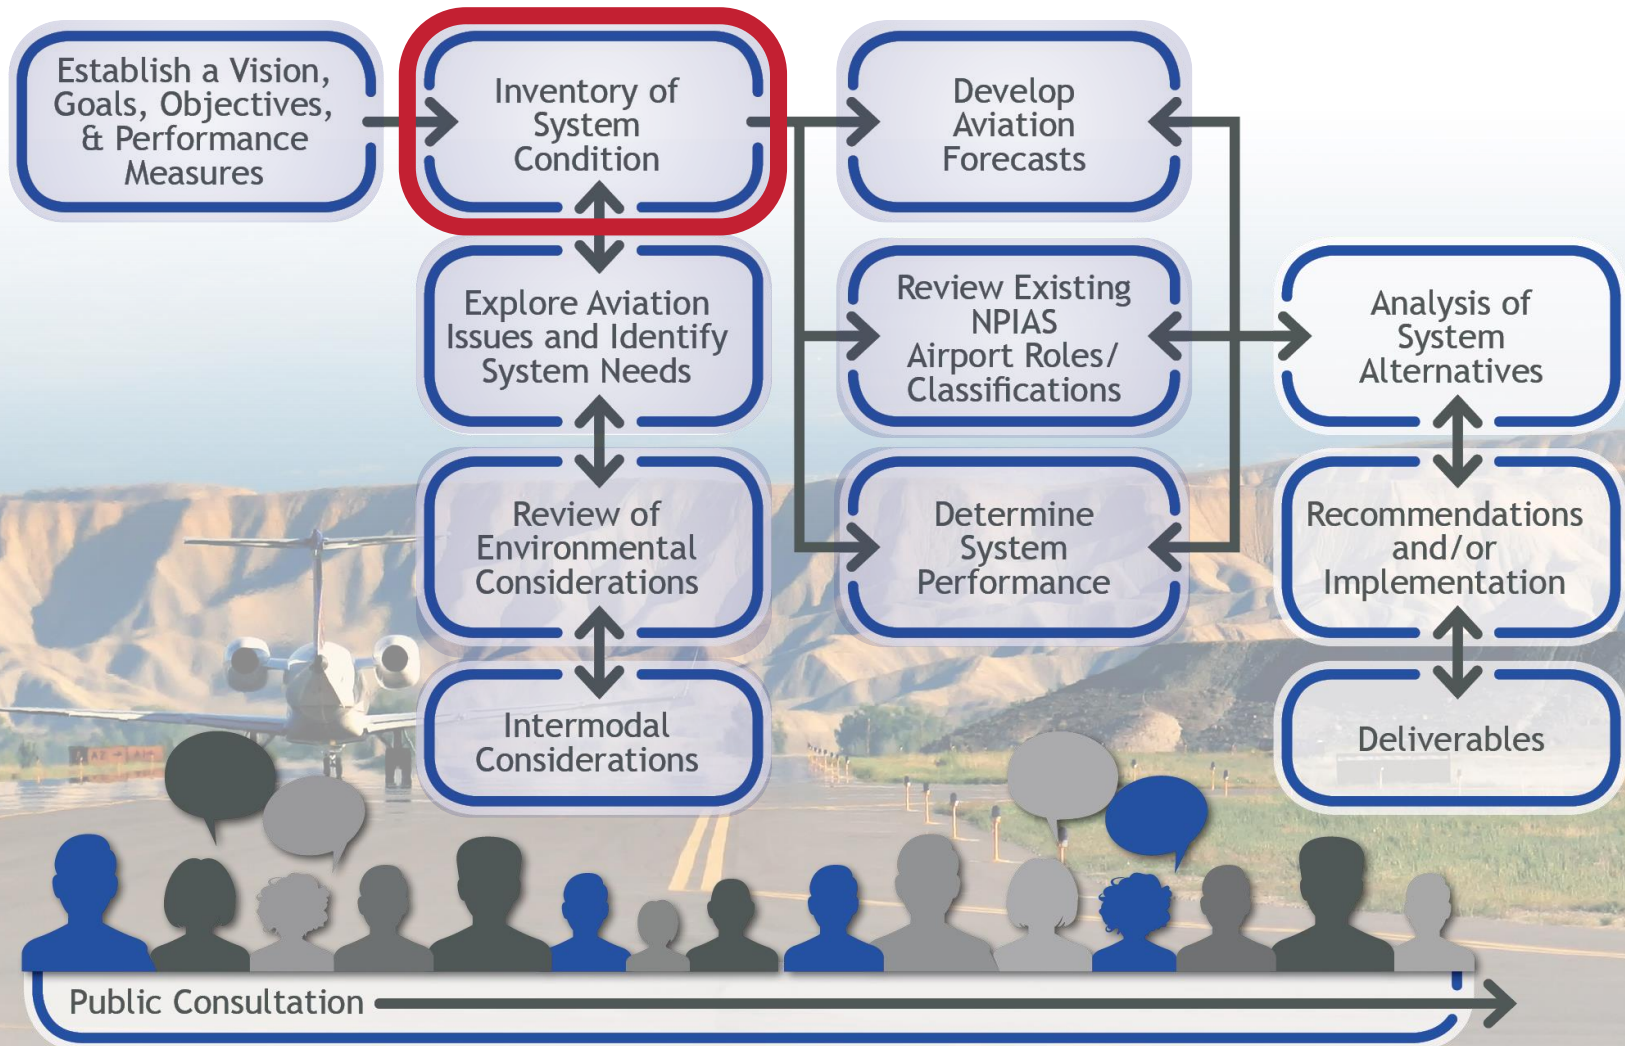 Establish a Vision,
Goals, Objectives,
& Performance
Measures
Inventory of
System
Condition
Develop
Aviation
Forecasts
Explore Aviation
Issues and Identify
System Needs
Review Existing
NPIAS
Airport Roles/
Classifications
Analysis of
System
Alternatives
Review of
Environmental
Considerations
Determine
System
Performance
Recommendations
and/or
Implementation
Intermodal
Considerations
Deliverables
Public Consultation